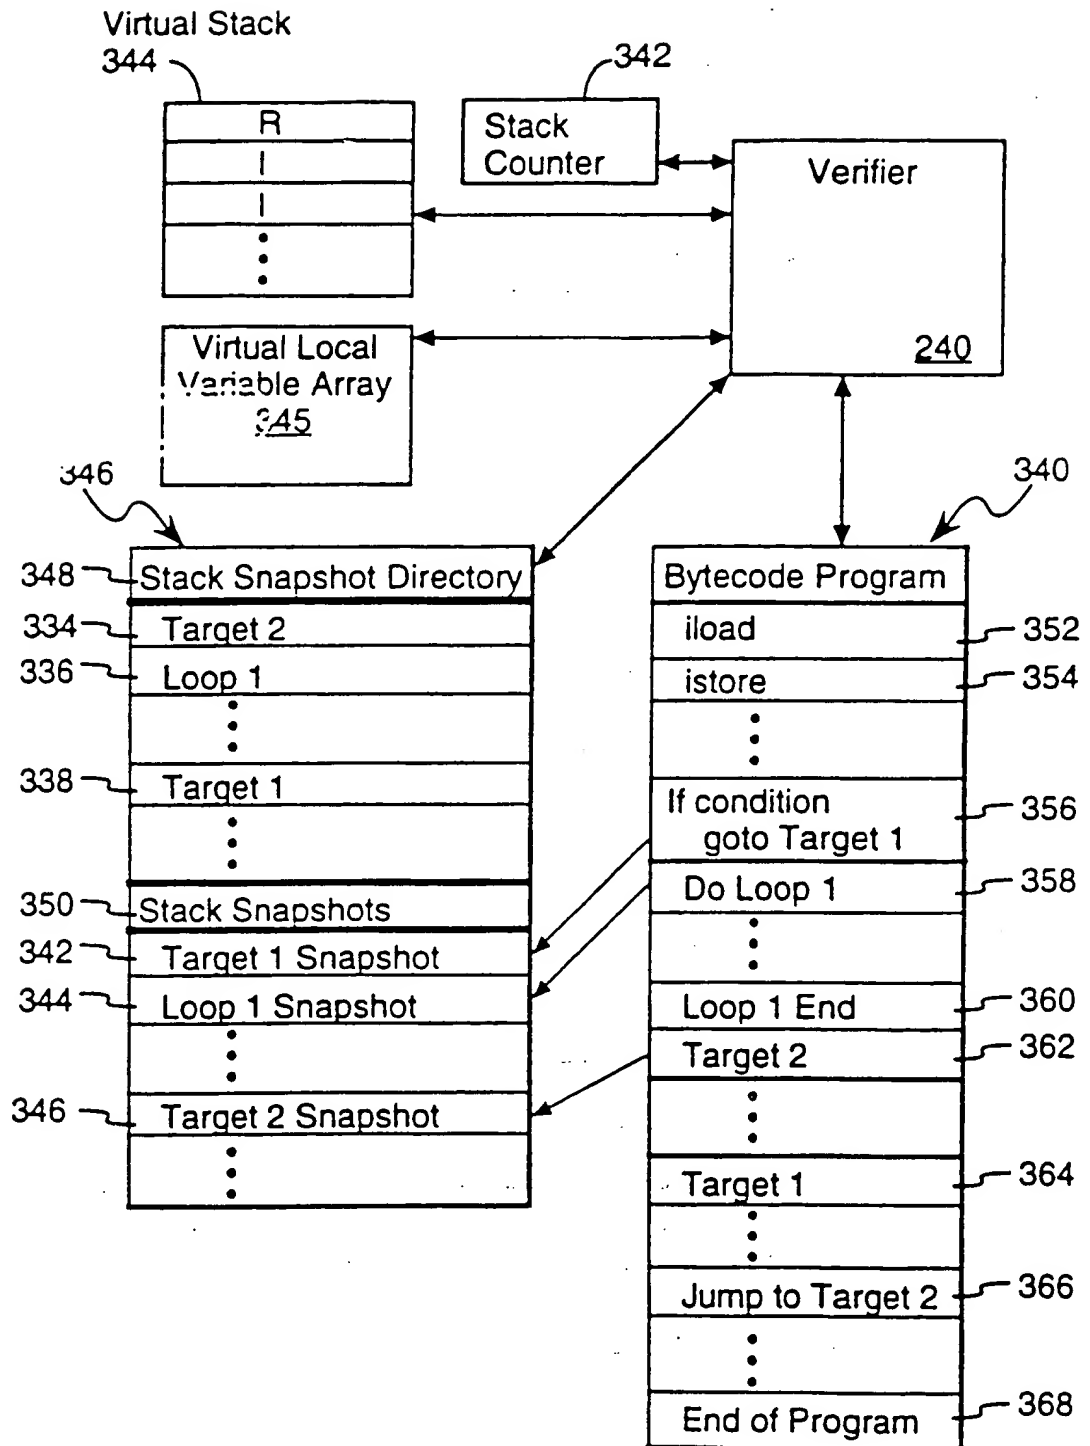 Virtual Stack
344
R
I
I
342
Stack
Counter
Verifier
240
Virtual Local
Variable Array
345
346
340
348
Stack Snapshot Directory
334
Target 2
336
Loop 1
338
Target 1
350
Stack Snapshots
342
Target 1 Snapshot
344
Loop 1 Snapshot
346
Target 2 Snapshot
Bytecode Program
iload
352
istore
354
If condition
goto Target 1
356
Do Loop 1
358
Loop 1 End
360
Target 2
362
Target 1
364
Jump to Target 2
366
End of Program
368